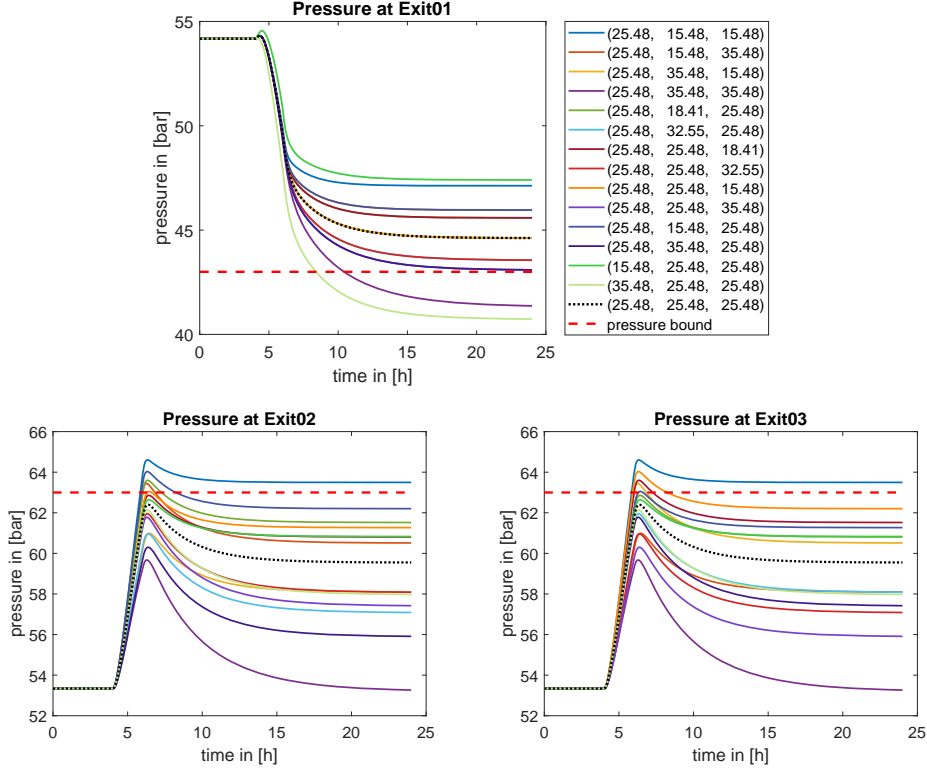 Pressure at Exit01
55
50
45
40
pressure in [bar]
0 5 10 15 20 25
time in [h]
(25.48, 15.48, 15.48)
(25.48, 15.48, 35.48)
(25.48, 35.48, 15.48)
(25.48, 35.48, 35.48)
(25.48, 18.41, 25.48)
(25.48, 32.55, 25.48)
(25.48, 25.48, 18.41)
(25.48, 25.48, 32.55)
(25.48, 25.48, 15.48)
(25.48, 25.48, 35.48)
(25.48, 15.48, 25.48)
(25.48, 35.48, 25.48)
(15.48, 25.48, 25.48)
(35.48, 25.48, 25.48)
(25.48, 25.48, 25.48)
pressure bound
Pressure at Exit02
66
64
62
60
58
56
54
52
pressure in [bar]
0 5 10 15 20 25
time in [h]
Pressure at Exit03
66
64
62
60
58
56
54
52
pressure in [bar]
0 5 10 15 20 25
time in [h]